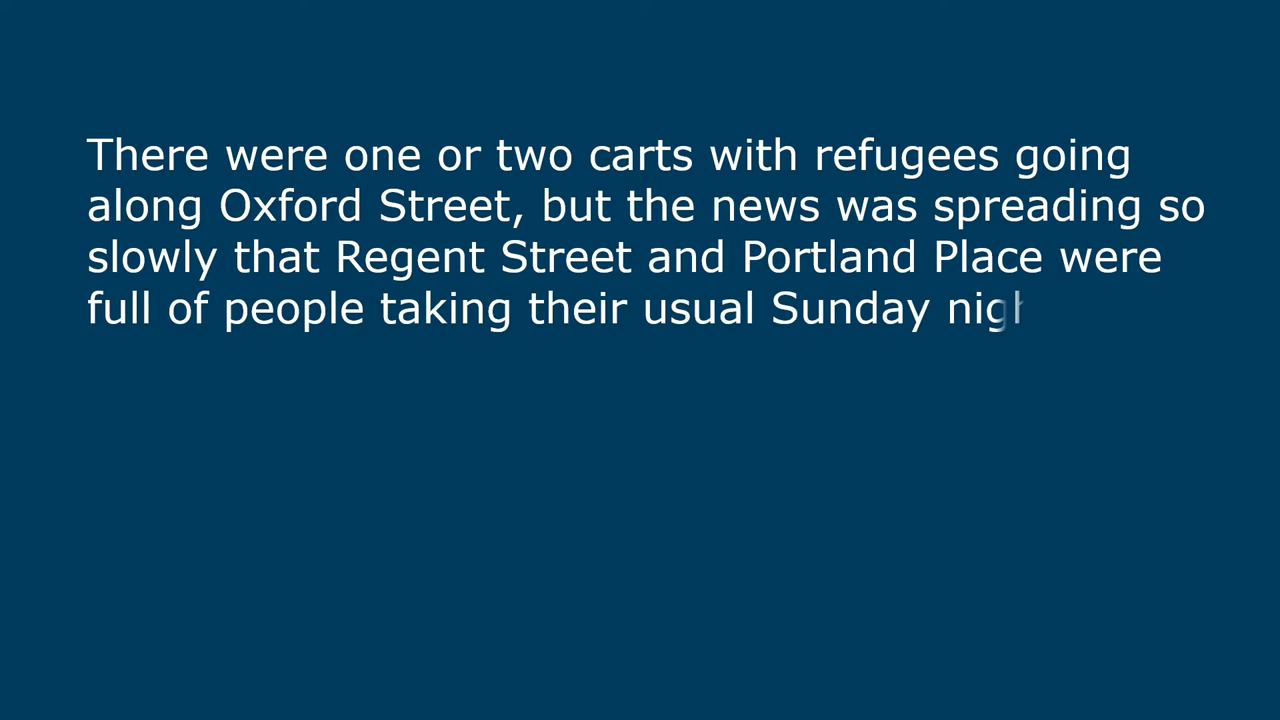 There were one or two carts with refugees going
along Oxford Street, but the news was spreading so
slowly that Regent Street and Portland Place were
full of people taking their usual Sunday nigh